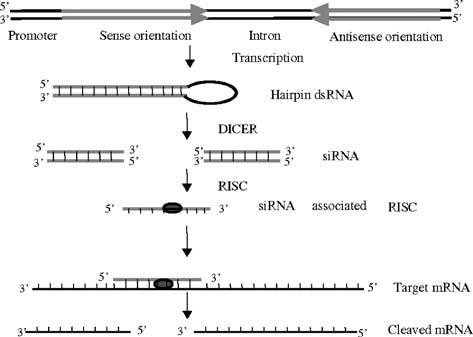 5' 3'
3' 5'
Promoter Sense orientation Intron Antisense orientation
Transcription
5'
3' Hairpin dsRNA
DICER
5' 3' 5' 3' siRNA
3' 5' 3' 5'
RISC
5' 3' siRNA associated RISC
5' 3'
3' 5' Target mRNA
3' 5' 3' 5' Cleaved mRNA